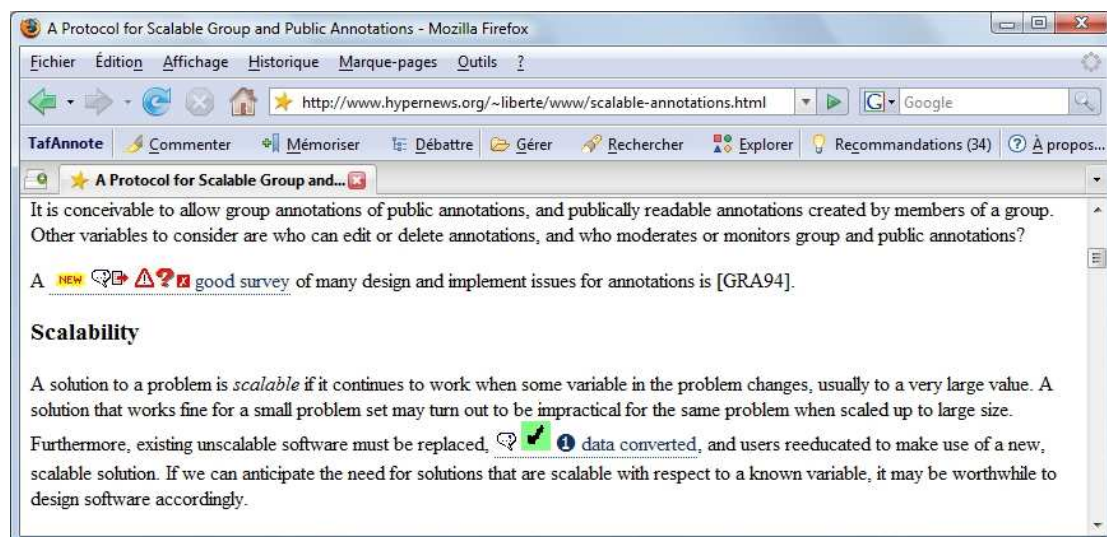 A Protocol for Scalable Group and Public Annotations - Mozilla Firefox
Fichier Édition Affichage Historique Marque-pages Outils ?
http://www.hypernews.org/~liberte/www/scalable-annotations.html G Google
TafAnnote Commenter Mémoriser Débattre Gérer Rechercher Explorer Recommandations (34) ? À propos...
A Protocol for Scalable Group and...
It is conceivable to allow group annotations of public annotations, and publically readable annotations created by members of a group.
Other variables to consider are who can edit or delete annotations, and who moderates or monitors group and public annotations?
A NEW ? good survey of many design and implement issues for annotations is [GRA94].
Scalability
A solution to a problem is scalable if it continues to work when some variable in the problem changes, usually to a very large value. A
solution that works fine for a small problem set may turn out to be impractical for the same problem when scaled up to large size.
Furthermore, existing unscalable software must be replaced, 1 data converted, and users reeducated to make use of a new,
scalable solution. If we can anticipate the need for solutions that are scalable with respect to a known variable, it may be worthwhile to
design software accordingly.